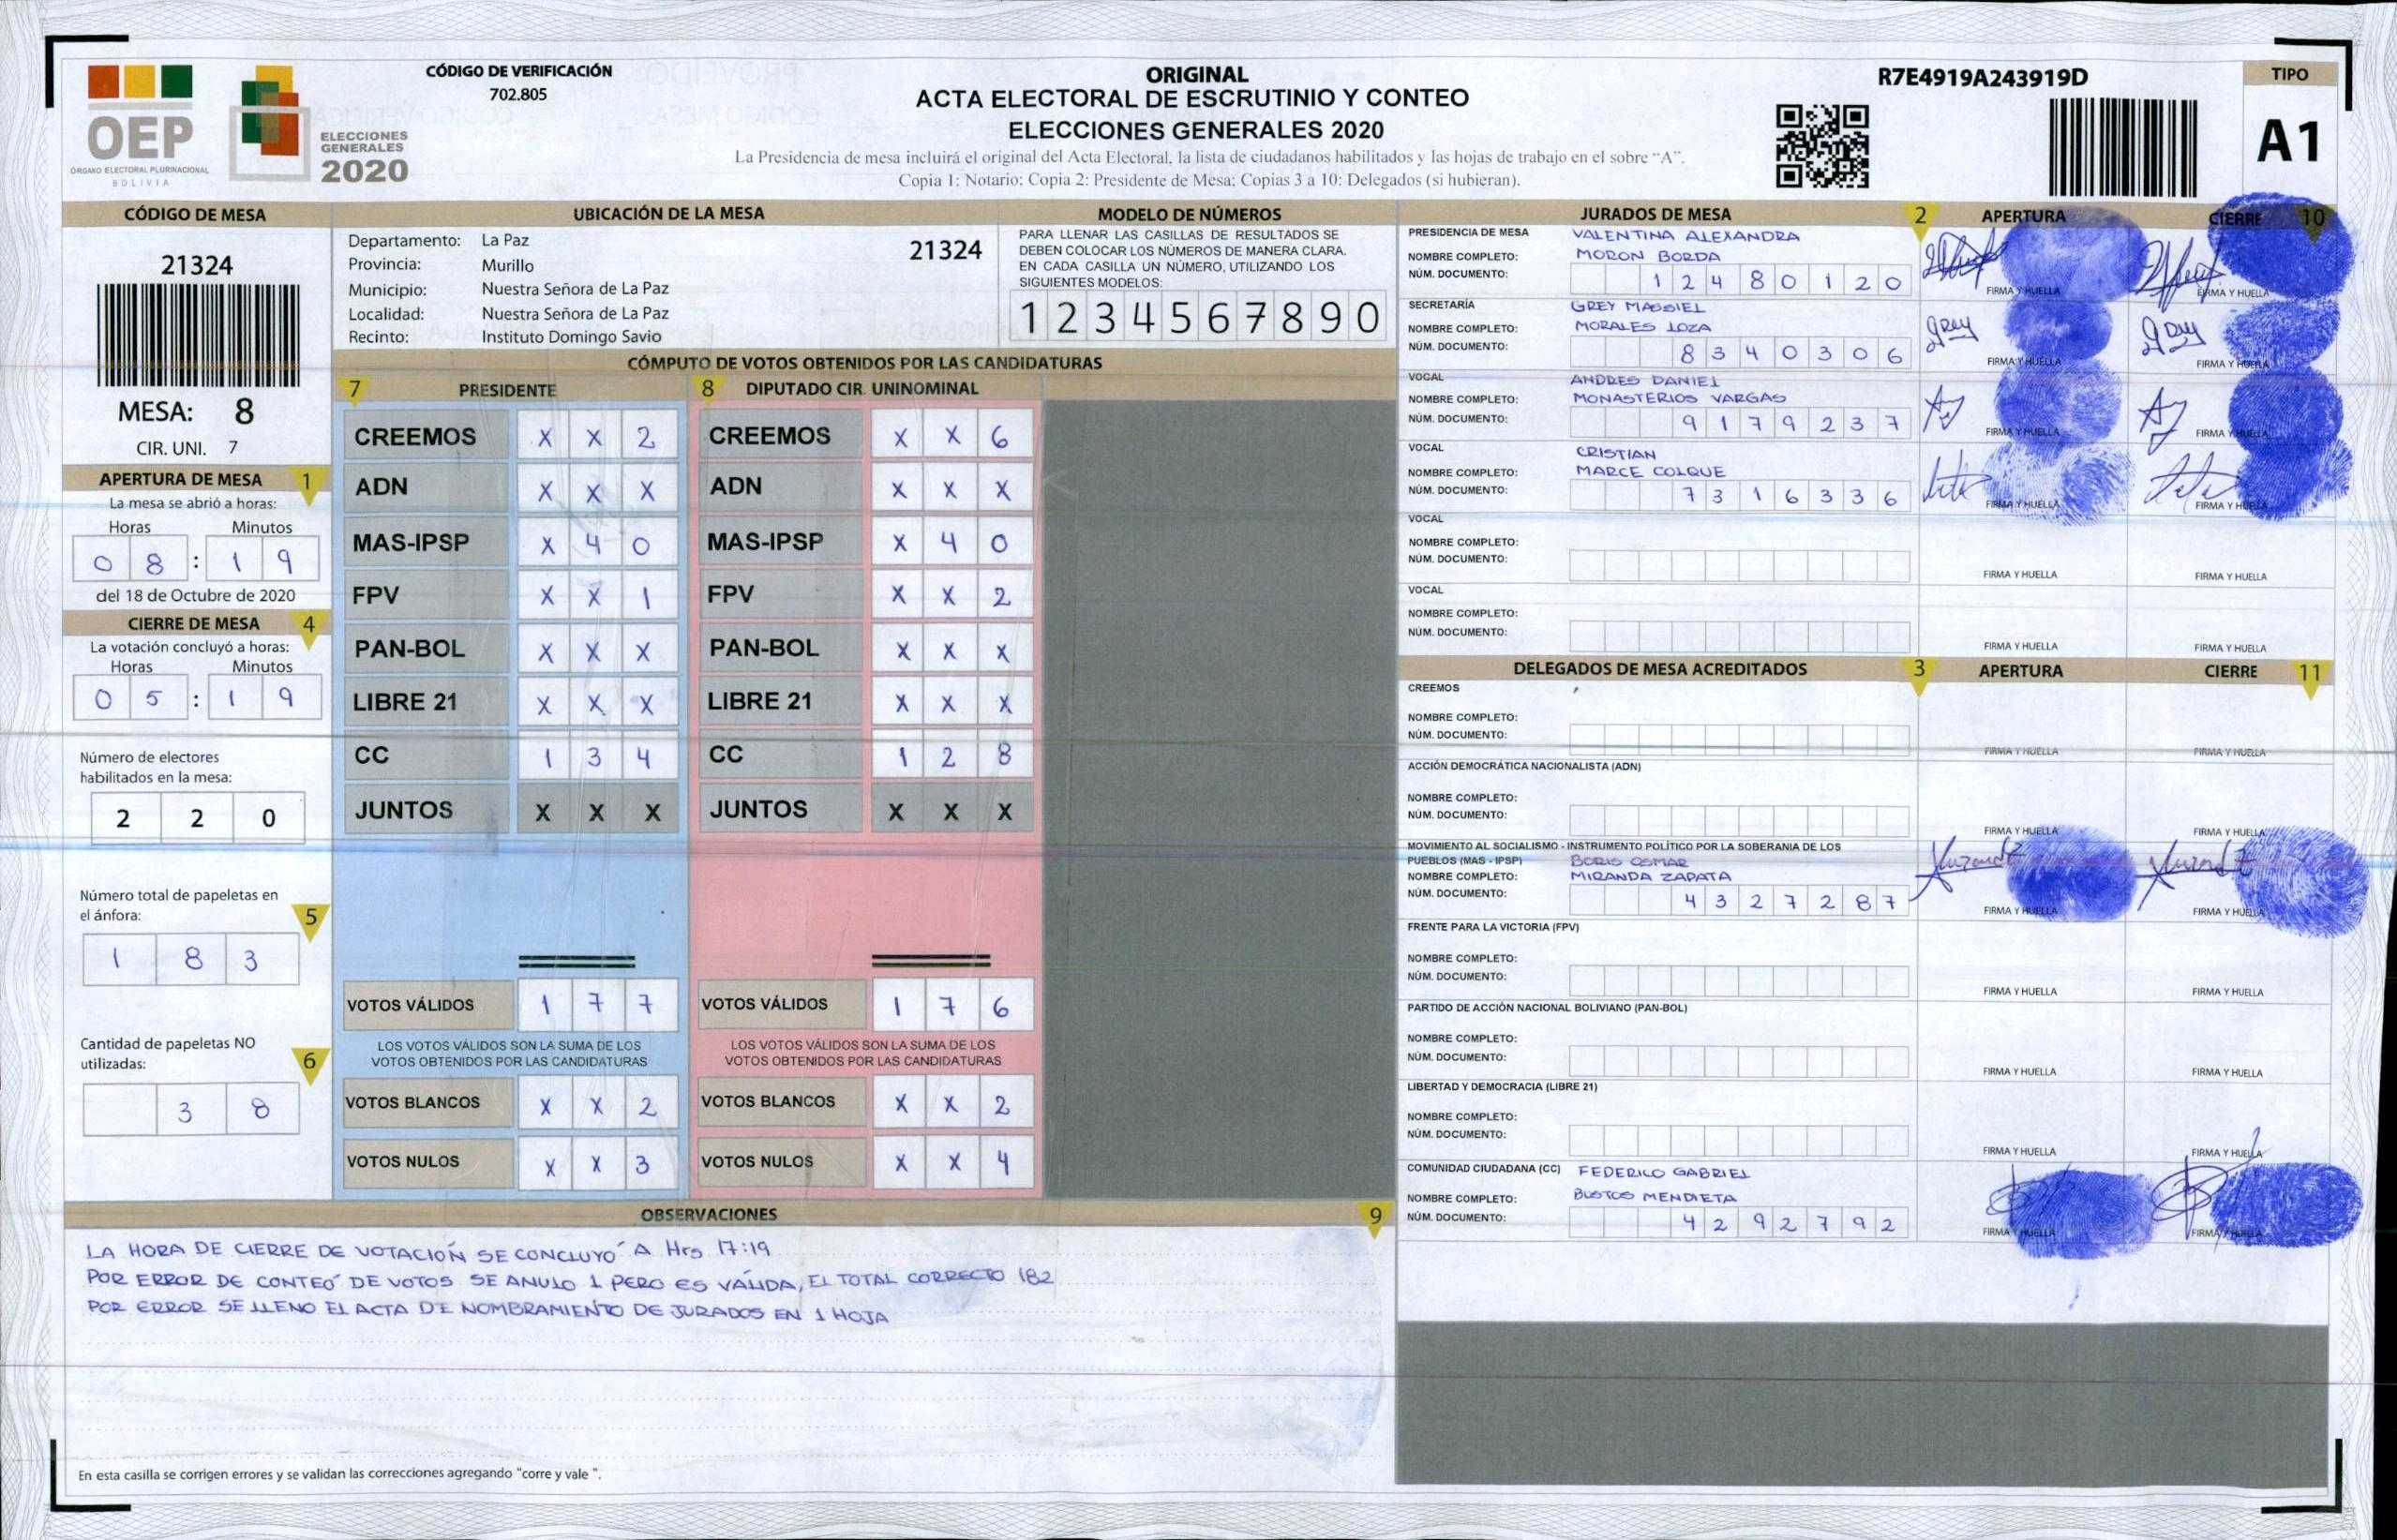 OEP
ÓRGANO ELECTORAL PLURINACIONAL
BOLIVIA
ELECCIONES
GENERALES
2020
CÓDIGO DE VERIFICACIÓN
702.805
ORIGINAL
ACTA ELECTORAL DE ESCRUTINIO Y CONTEO
ELECCIONES GENERALES 2020
La Presidencia de mesa incluirá el original del Acta Electoral, la lista de ciudadanos habilitados y las hojas de trabajo en el sobre "A".
Copia 1: Notario; Copia 2: Presidente de Mesa; Copias 3 a 10: Delegados (si hubieran).
R7E4919A243919D
TIPO
A1
CÓDIGO DE MESA
21324
MESA: 8
CIR. UNI. 7
APERTURA DE MESA 1
La mesa se abrió a horas:
Horas Minutos
0 8 : 1 9
del 18 de Octubre de 2020
CIERRE DE MESA 4
La votación concluyó a horas:
Horas Minutos
0 5 : 1 9
Número de electores
habilitados en la mesa:
2 2 0
Número total de papeletas en
el ánfora: 5
1 8 3
Cantidad de papeletas NO
utilizadas: 6
3 8
UBICACIÓN DE LA MESA
Departamento: La Paz 21324
Provincia: Murillo
Municipio: Nuestra Señora de La Paz
Localidad: Nuestra Señora de La Paz
Recinto: Instituto Domingo Savio
MODELO DE NÚMEROS
PARA LLENAR LAS CASILLAS DE RESULTADOS SE
DEBEN COLOCAR LOS NÚMEROS DE MANERA CLARA.
EN CADA CASILLA UN NÚMERO, UTILIZANDO LOS
SIGUIENTES MODELOS:
1 2 3 4 5 6 7 8 9 0
CÓMPUTO DE VOTOS OBTENIDOS POR LAS CANDIDATURAS
7 PRESIDENTE
CREEMOS X X 2
ADN X X X
MAS-IPSP X 4 0
FPV X X 1
PAN-BOL X X X
LIBRE 21 X X X
CC 1 3 4
JUNTOS X X X
VOTOS VÁLIDOS 1 7 7
LOS VOTOS VÁLIDOS SON LA SUMA DE LOS
VOTOS OBTENIDOS POR LAS CANDIDATURAS
VOTOS BLANCOS X X 2
VOTOS NULOS X X 3
8 DIPUTADO CIR. UNINOMINAL
CREEMOS X X 6
ADN X X X
MAS-IPSP X 4 0
FPV X X 2
PAN-BOL X X X
LIBRE 21 X X X
CC 1 2 8
JUNTOS X X X
VOTOS VÁLIDOS 1 7 6
LOS VOTOS VÁLIDOS SON LA SUMA DE LOS
VOTOS OBTENIDOS POR LAS CANDIDATURAS
VOTOS BLANCOS X X 2
VOTOS NULOS X X 4
OBSERVACIONES 9
LA HORA DE CIERRE DE VOTACIÓN SE CONCLUYÓ A Hrs 17:19
POR ERROR DE CONTEO DE VOTOS SE ANULO 1 PERO ES VÁLIDA, EL TOTAL CORRECTO 182
POR ERROR SE LLENO EL ACTA DE NOMBRAMIENTO DE JURADOS EN 1 HOJA
En esta casilla se corrigen errores y se validan las correcciones agregando "corre y vale ".
JURADOS DE MESA 2 APERTURA CIERRE 10
PRESIDENCIA DE MESA VALENTINA ALEXANDRA
NOMBRE COMPLETO: MORON BORDA
NÚM. DOCUMENTO: 1 2 4 8 0 1 2 0
FIRMA Y HUELLA FIRMA Y HUELLA
SECRETARÍA GREY MASSIEL
NOMBRE COMPLETO: MORALES LOZA
NÚM. DOCUMENTO: 8 3 4 0 3 0 6
FIRMA Y HUELLA FIRMA Y HUELLA
VOCAL ANDRES DANIEL
NOMBRE COMPLETO: MONASTERIOS VARGAS
NÚM. DOCUMENTO: 9 1 7 9 2 3 7
FIRMA Y HUELLA FIRMA Y HUELLA
VOCAL CRISTIAN
NOMBRE COMPLETO: MARCE COLQUE
NÚM. DOCUMENTO: 7 3 1 6 3 3 6
FIRMA Y HUELLA FIRMA Y HUELLA
VOCAL
NOMBRE COMPLETO:
NÚM. DOCUMENTO:
FIRMA Y HUELLA FIRMA Y HUELLA
VOCAL
NOMBRE COMPLETO:
NÚM. DOCUMENTO:
FIRMA Y HUELLA FIRMA Y HUELLA
DELEGADOS DE MESA ACREDITADOS 3 APERTURA CIERRE 11
CREEMOS
NOMBRE COMPLETO:
NÚM. DOCUMENTO:
FIRMA Y HUELLA FIRMA Y HUELLA
ACCIÓN DEMOCRÁTICA NACIONALISTA (ADN)
NOMBRE COMPLETO:
NÚM. DOCUMENTO:
FIRMA Y HUELLA FIRMA Y HUELLA
MOVIMIENTO AL SOCIALISMO - INSTRUMENTO POLÍTICO POR LA SOBERANIA DE LOS
PUEBLOS (MAS - IPSP) BORIS OSMAR
NOMBRE COMPLETO: MIRANDA ZAPATA
NÚM. DOCUMENTO: 4 3 2 7 2 8 7
FIRMA Y HUELLA FIRMA Y HUELLA
FRENTE PARA LA VICTORIA (FPV)
NOMBRE COMPLETO:
NÚM. DOCUMENTO:
FIRMA Y HUELLA FIRMA Y HUELLA
PARTIDO DE ACCIÓN NACIONAL BOLIVIANO (PAN-BOL)
NOMBRE COMPLETO:
NÚM. DOCUMENTO:
FIRMA Y HUELLA FIRMA Y HUELLA
LIBERTAD Y DEMOCRACIA (LIBRE 21)
NOMBRE COMPLETO:
NÚM. DOCUMENTO:
FIRMA Y HUELLA FIRMA Y HUELLA
COMUNIDAD CIUDADANA (CC) FEDERICO GABRIEL
NOMBRE COMPLETO: BUSTOS MENDIETA
NÚM. DOCUMENTO: 4 2 9 2 7 9 2
FIRMA Y HUELLA FIRMA Y HUELLA